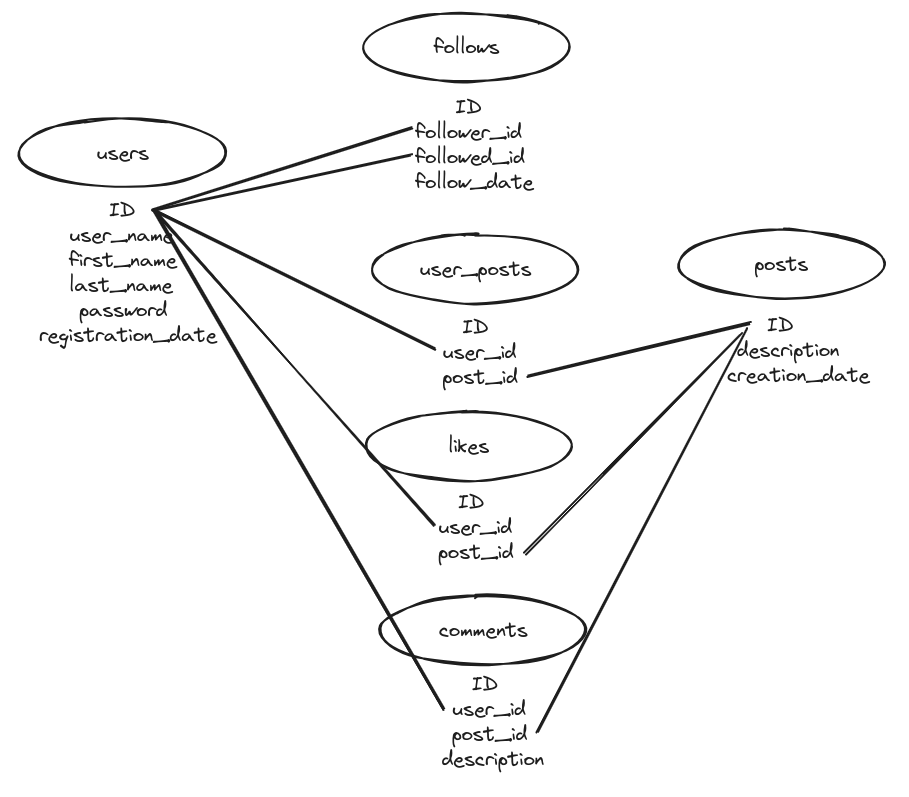 follows
ID
follower_id
followed_id
follow_date
users
ID
user_name
first_name
last_name
password
registration_date
user_posts
ID
user_id
post_id
posts
ID
description
creation_date
likes
ID
user_id
post_id
comments
ID
user_id
post_id
description